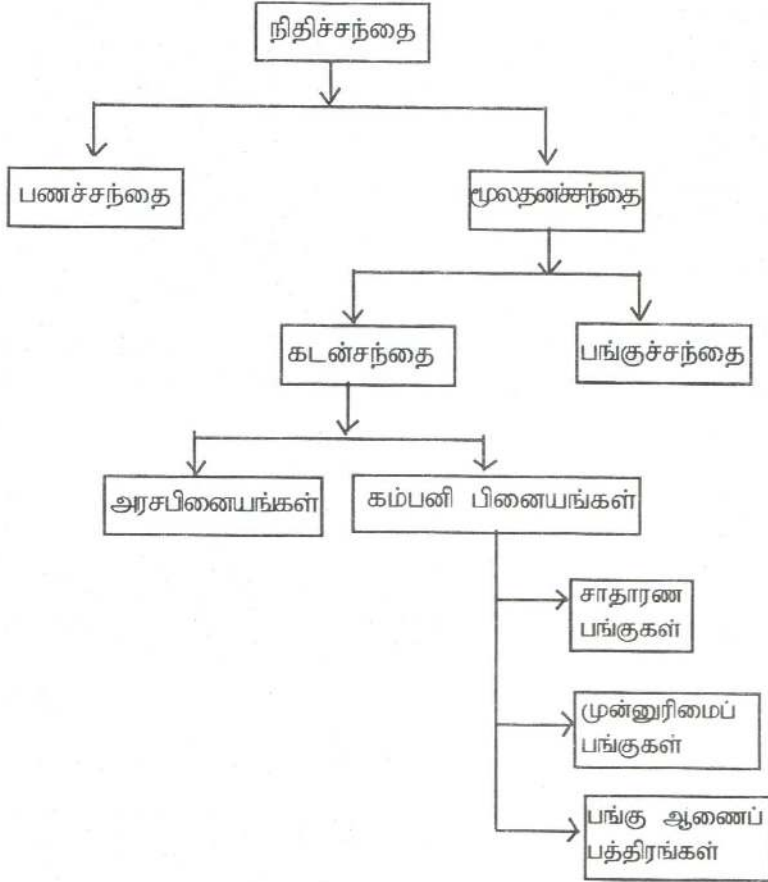 நிதிச்சந்தை
பணச்சந்தை
மூலதனச்சந்தை
கடன்சந்தை
பங்குச்சந்தை
அரசபினையங்கள்
கம்பனி பினையங்கள்
சாதாரண
பங்குகள்
முன்னுரிமைப்
பங்குகள்
பங்கு ஆணைப்
பத்திரங்கள்